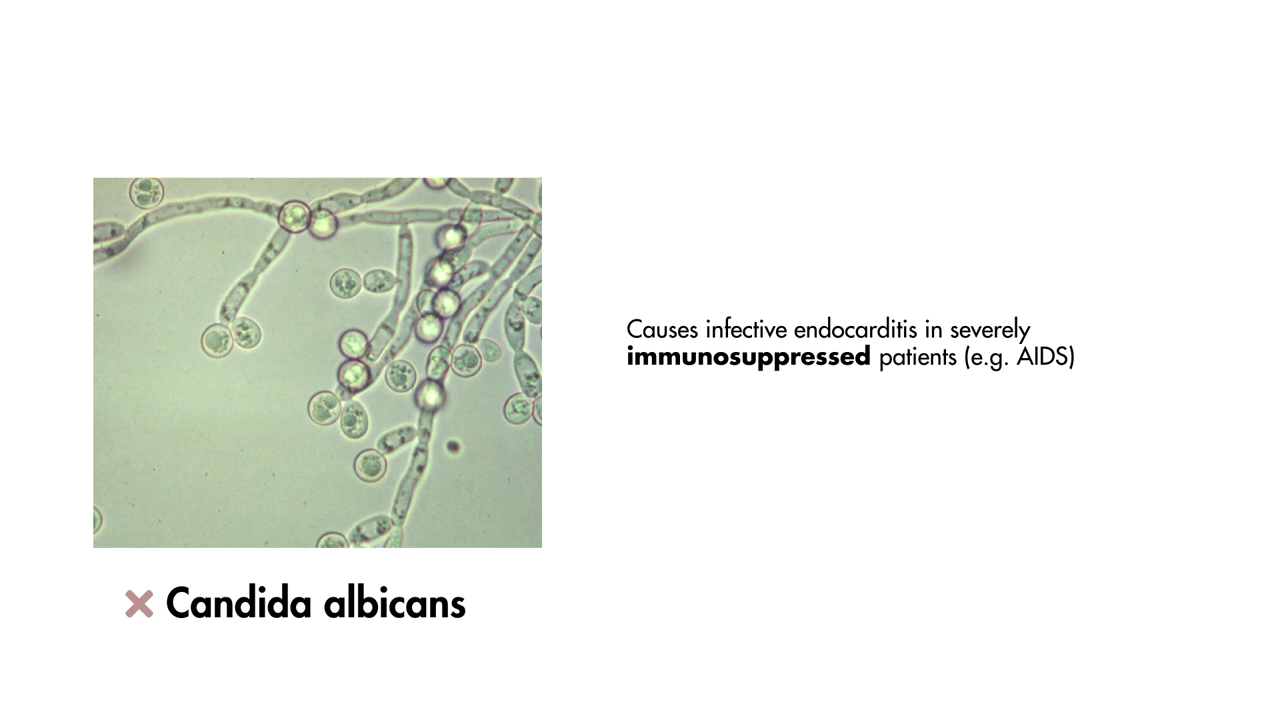 Causes infective endocarditis in severely
immunosuppressed patients (e.g. AIDS)
Candida albicans